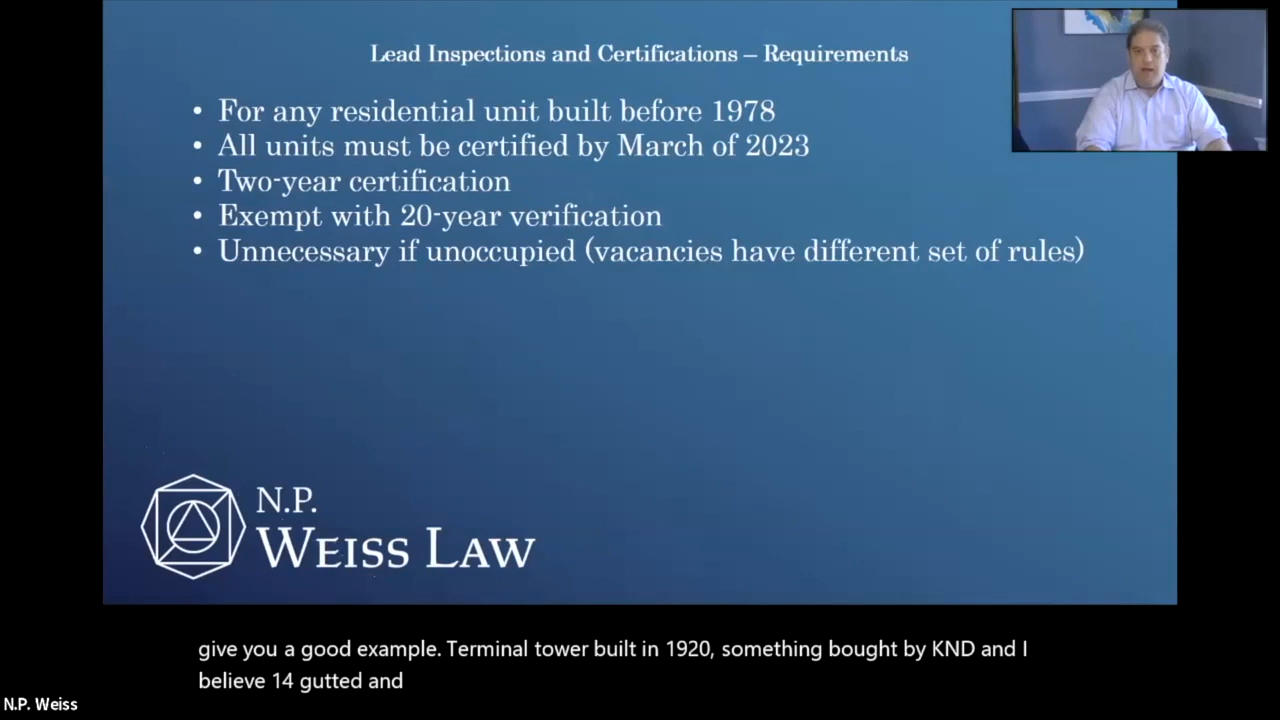 Lead Inspections and Certifications – Requirements
• For any residential unit built before 1978
• All units must be certified by March of 2023
• Two-year certification
• Exempt with 20-year verification
• Unnecessary if unoccupied (vacancies have different set of rules)
N.P.
WEISS LAW
give you a good example. Terminal tower built in 1920, something bought by KND and I
believe 14 gutted and
N.P. Weiss